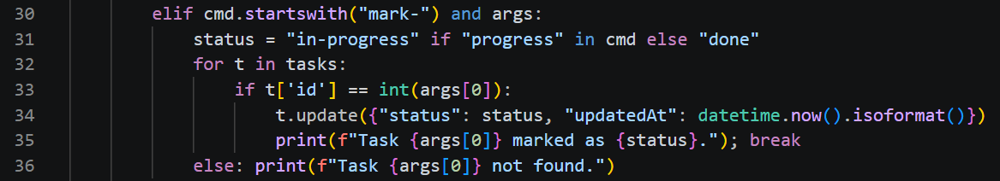 30 elif cmd.startswith("mark-") and args:
31 status = "in-progress" if "progress" in cmd else "done"
32 for t in tasks:
33 if t['id'] == int(args[0]):
34 t.update({"status": status, "updatedAt": datetime.now().isoformat()})
35 print(f"Task {args[0]} marked as {status}."); break
36 else: print(f"Task {args[0]} not found.")